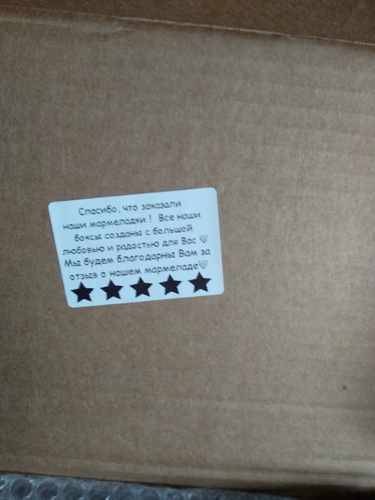 Спасибо, что заказали
наши мармеладки ! Все наши
боксы созданы с большой
любовью и радостью для Вас 🤍
Мы будем благодарны Вам за
отзыв о нашем мармеладе🤍
★★★★★